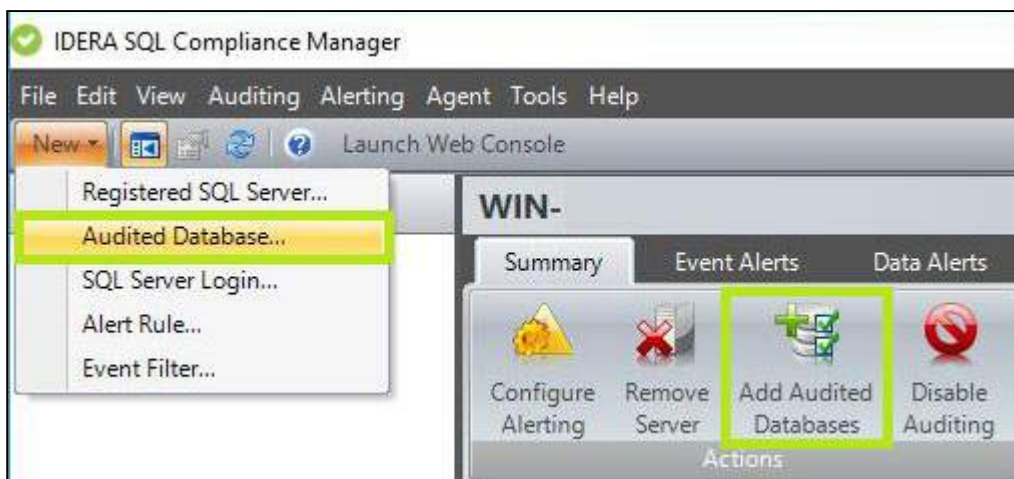 IDERA SQL Compliance Manager
File Edit View Auditing Alerting Agent Tools Help
New Launch Web Console
Registered SQL Server...
Audited Database...
SQL Server Login...
Alert Rule...
Event Filter...
WIN-
Summary Event Alerts Data Alerts
Configure Alerting
Remove Server
Add Audited Databases
Disable Auditing
Actions